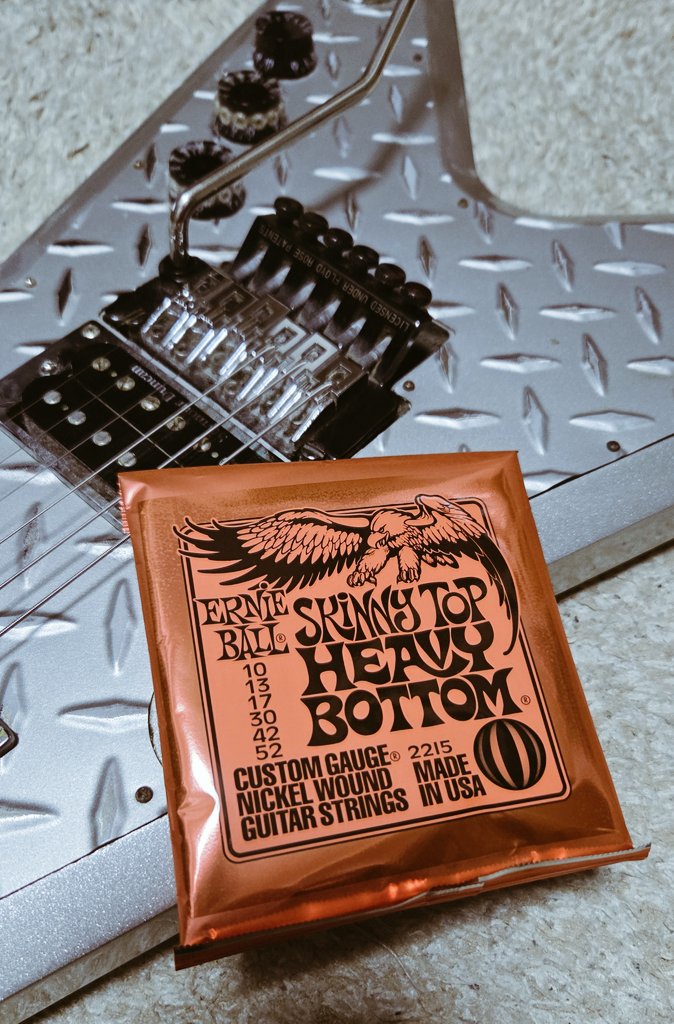 LICENSED UNDER FLOYD ROSE PATENTS
Duncan
ERNIE
BALL®
SKINNY TOP
HEAVY
BOTTOM®
10
13
17
30
42
52
CUSTOM GAUGE® 2215
NICKEL WOUND MADE
GUITAR STRINGS IN USA